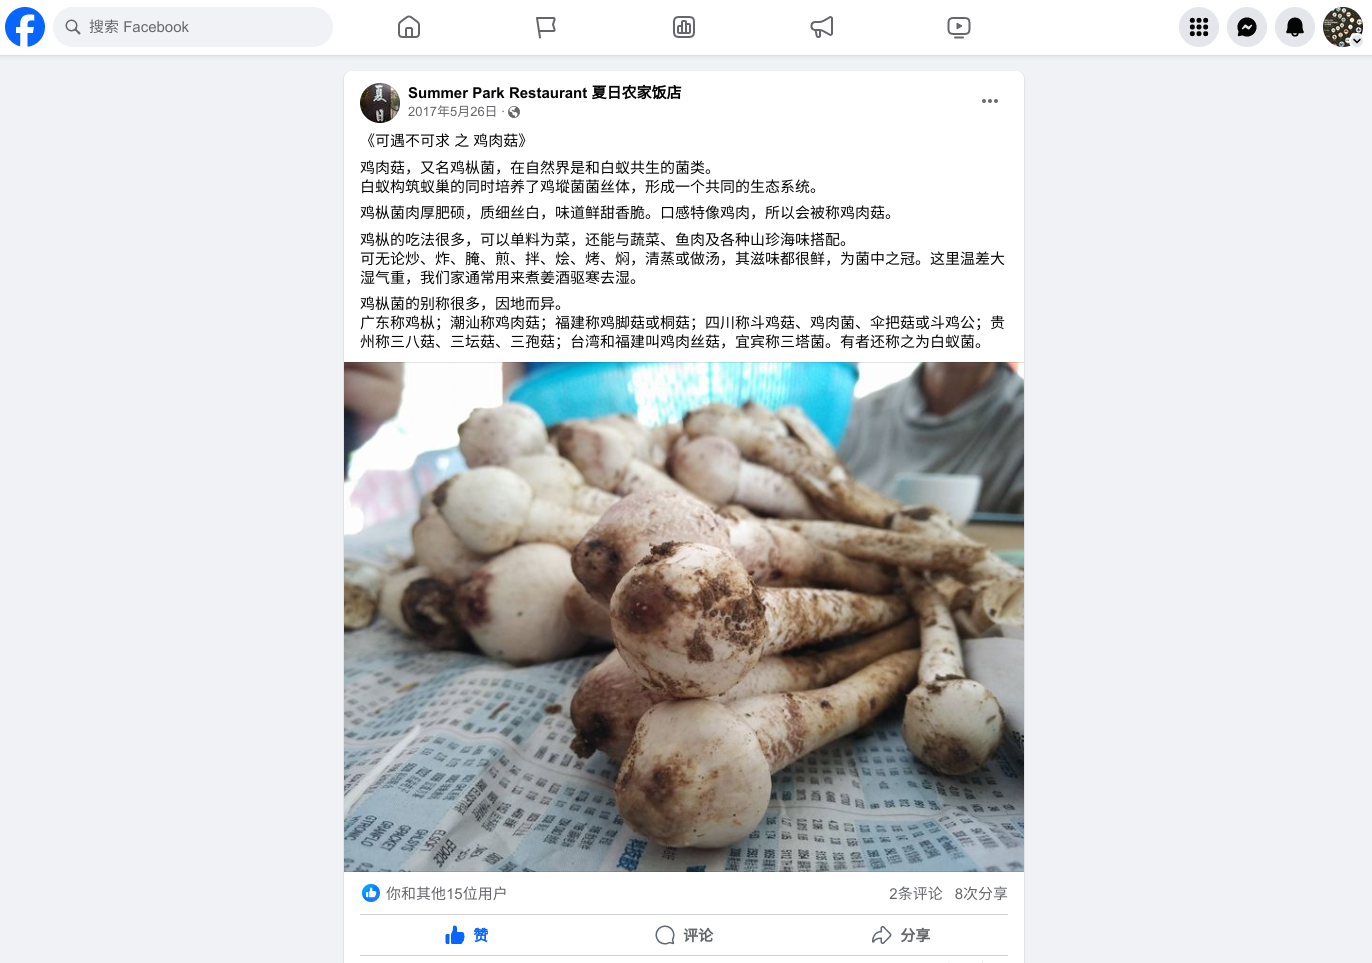 搜索 Facebook
Summer Park Restaurant 夏日农家饭店
2017年5月26日 ·
《可遇不可求 之 鸡肉菇》
鸡肉菇，又名鸡枞菌，在自然界是和白蚁共生的菌类。
白蚁构筑蚁巢的同时培养了鸡㙡菌菌丝体，形成一个共同的生态系统。
鸡枞菌肉厚肥硕，质细丝白，味道鲜甜香脆。口感特像鸡肉，所以会被称鸡肉菇。
鸡枞的吃法很多，可以单料为菜，还能与蔬菜、鱼肉及各种山珍海味搭配。
可无论炒、炸、腌、煎、拌、烩、烤、焖，清蒸或做汤，其滋味都很鲜，为菌中之冠。这里温差大
湿气重，我们家通常用来煮姜酒驱寒去湿。
鸡枞菌的别称很多，因地而异。
广东称鸡枞；潮汕称鸡肉菇；福建称鸡脚菇或桐菇；四川称斗鸡菇、鸡肉菌、伞把菇或斗鸡公；贵
州称三八菇、三坛菇、三孢菇；台湾和福建叫鸡肉丝菇，宜宾称三塔菌。有者还称之为白蚁菌。
你和其他15位用户
2条评论 8次分享
赞 评论 分享